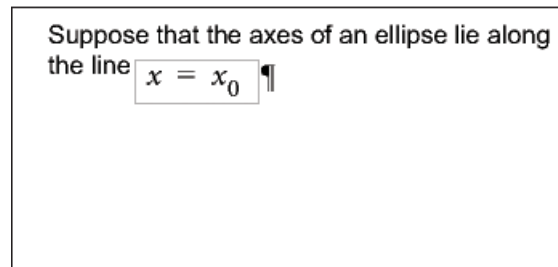 Suppose that the axes of an ellipse lie along
the line x = x₀ ¶